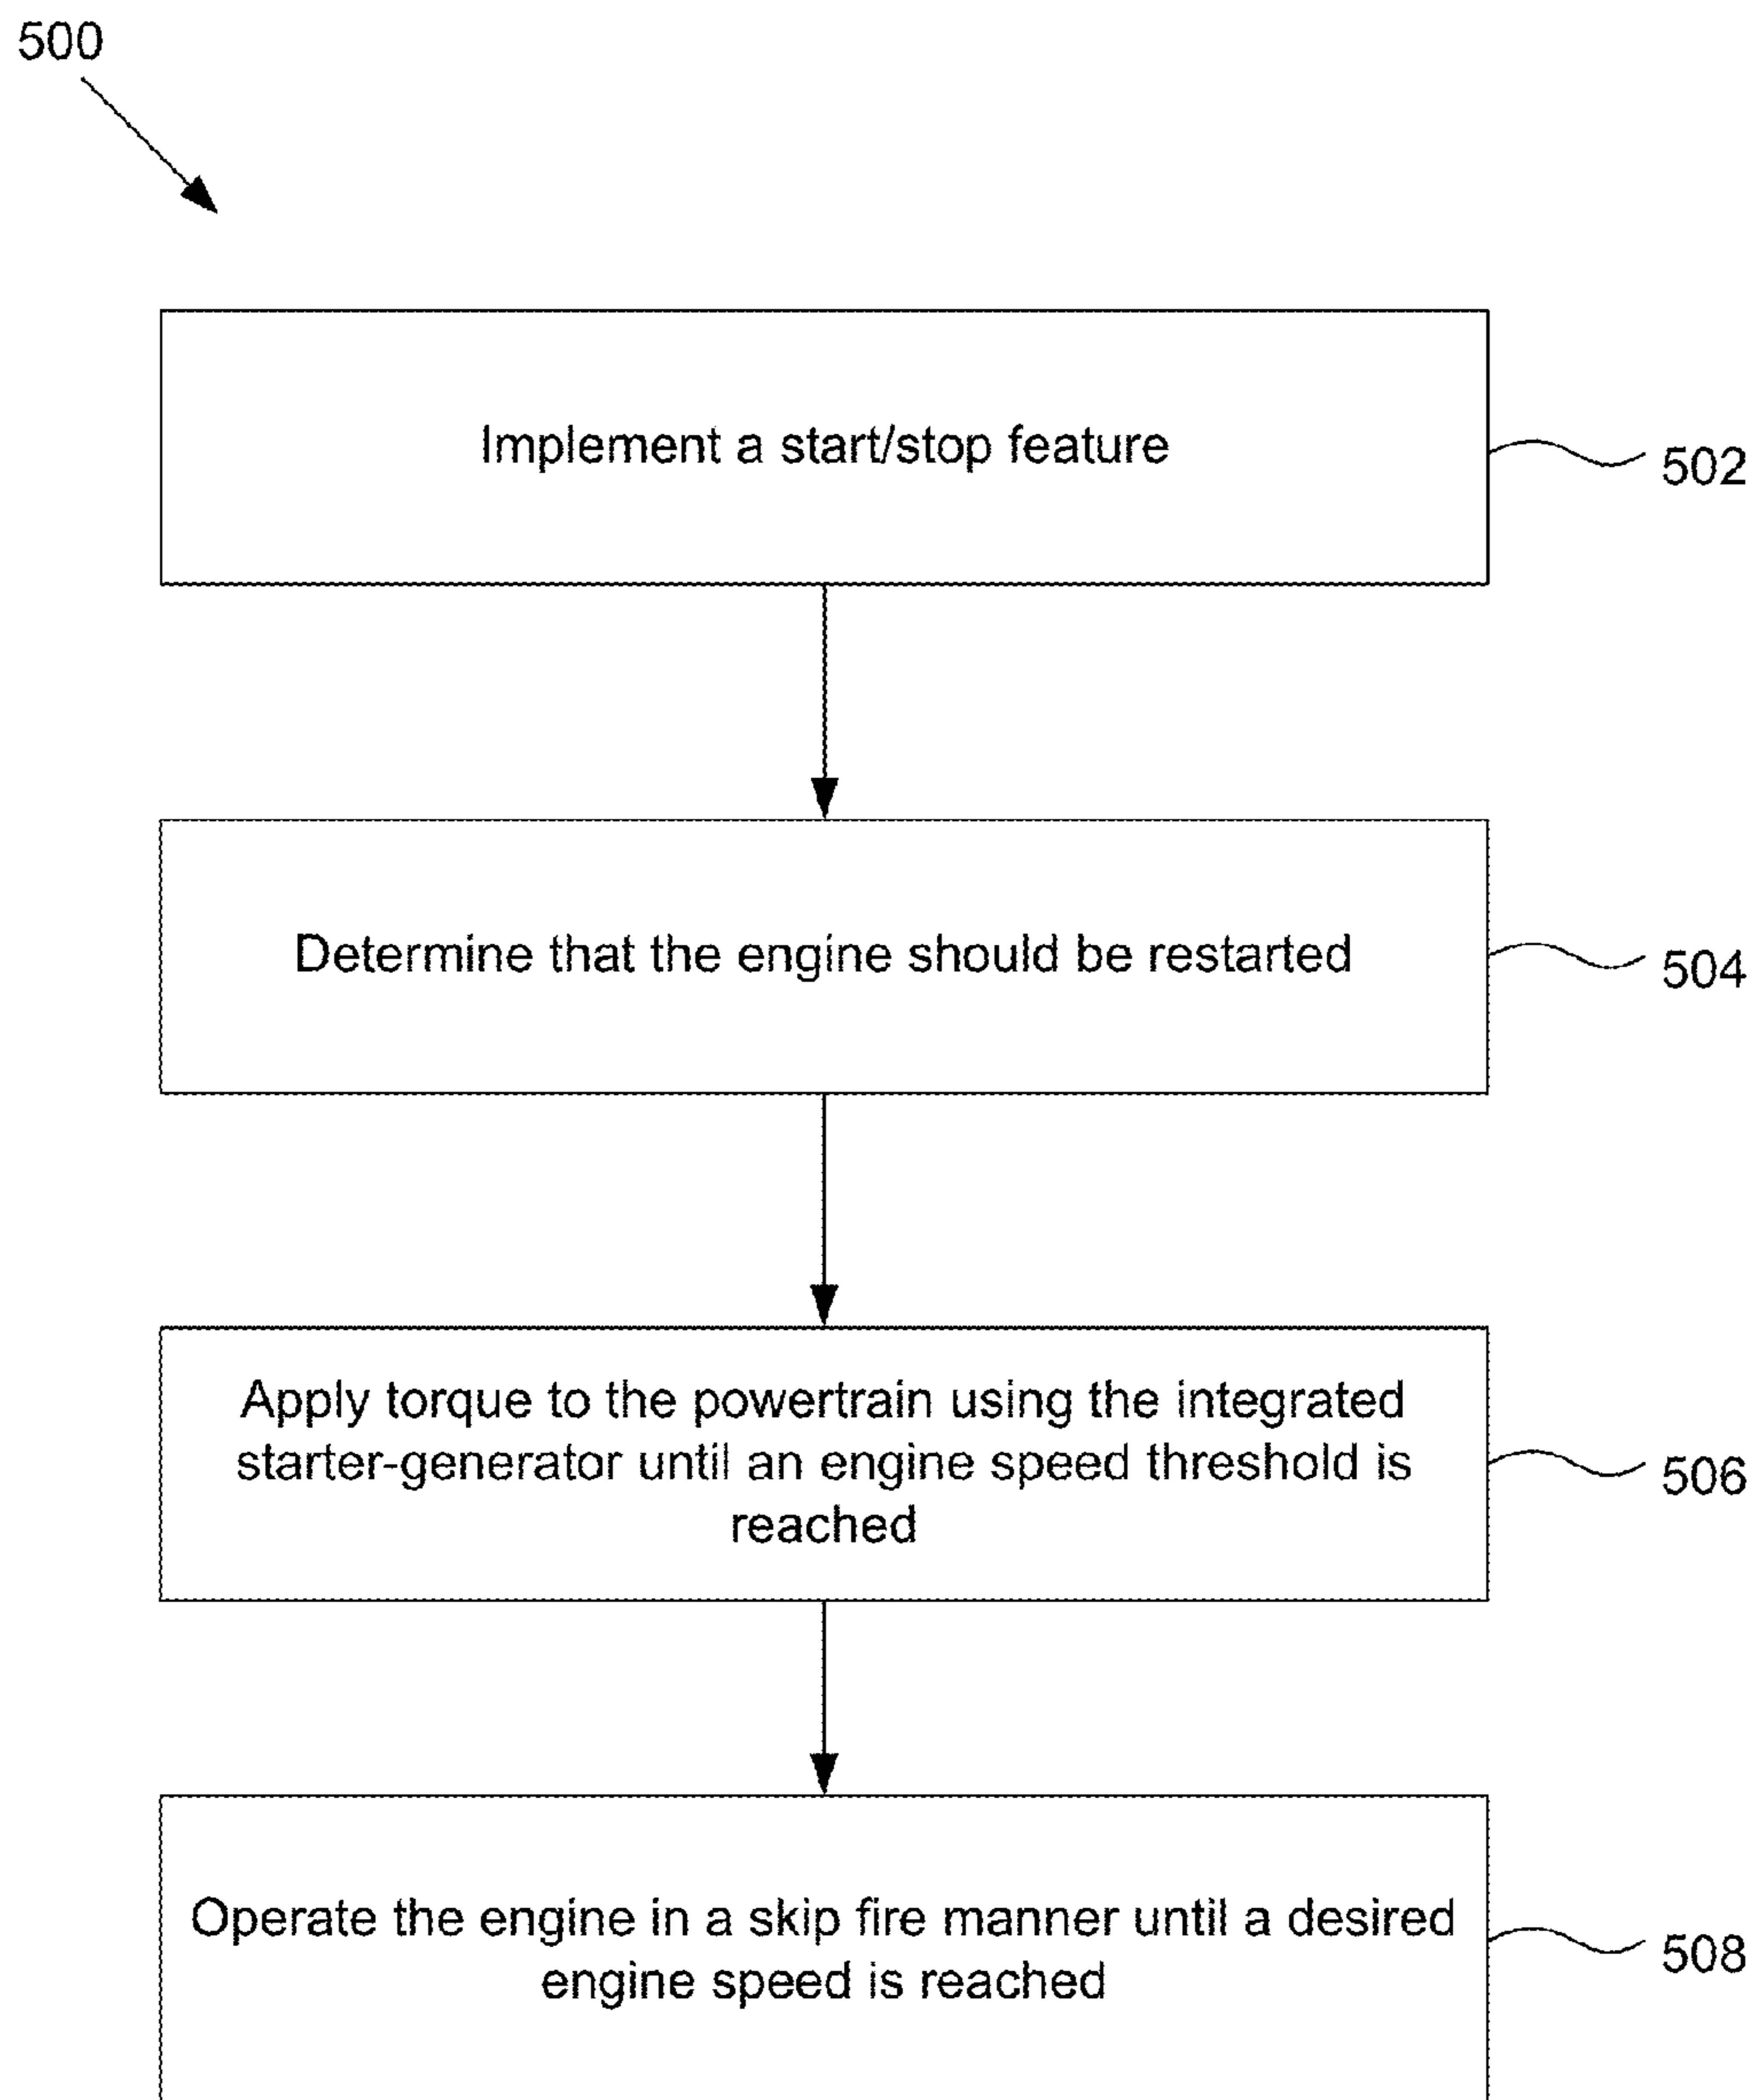 500
Implement a start/stop feature
502
Determine that the engine should be restarted
504
Apply torque to the powertrain using the integrated
starter-generator until an engine speed threshold is
reached
506
Operate the engine in a skip fire manner until a desired
engine speed is reached
508